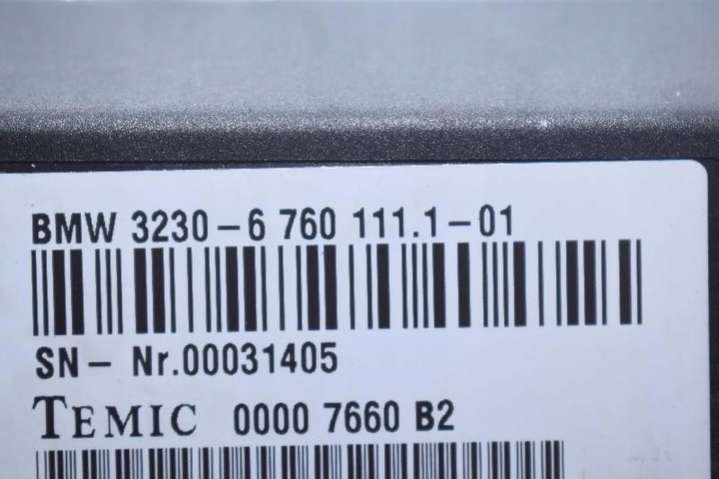 BMW 3230-6 760 111.1-01
SN- Nr.00031405
TEMIC 0000 7660 B2